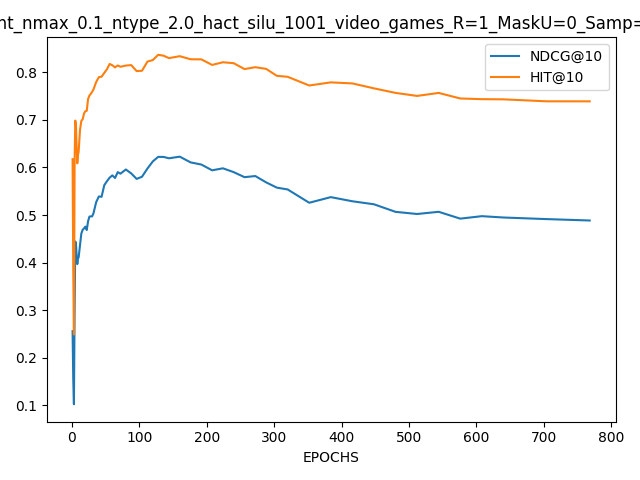 nt_nmax_0.1_ntype_2.0_hact_silu_1001_video_games_R=1_MaskU=0_Samp=
NDCG@10
HIT@10
0.8
0.7
0.6
0.5
0.4
0.3
0.2
0.1
0 100 200 300 400 500 600 700 800
EPOCHS